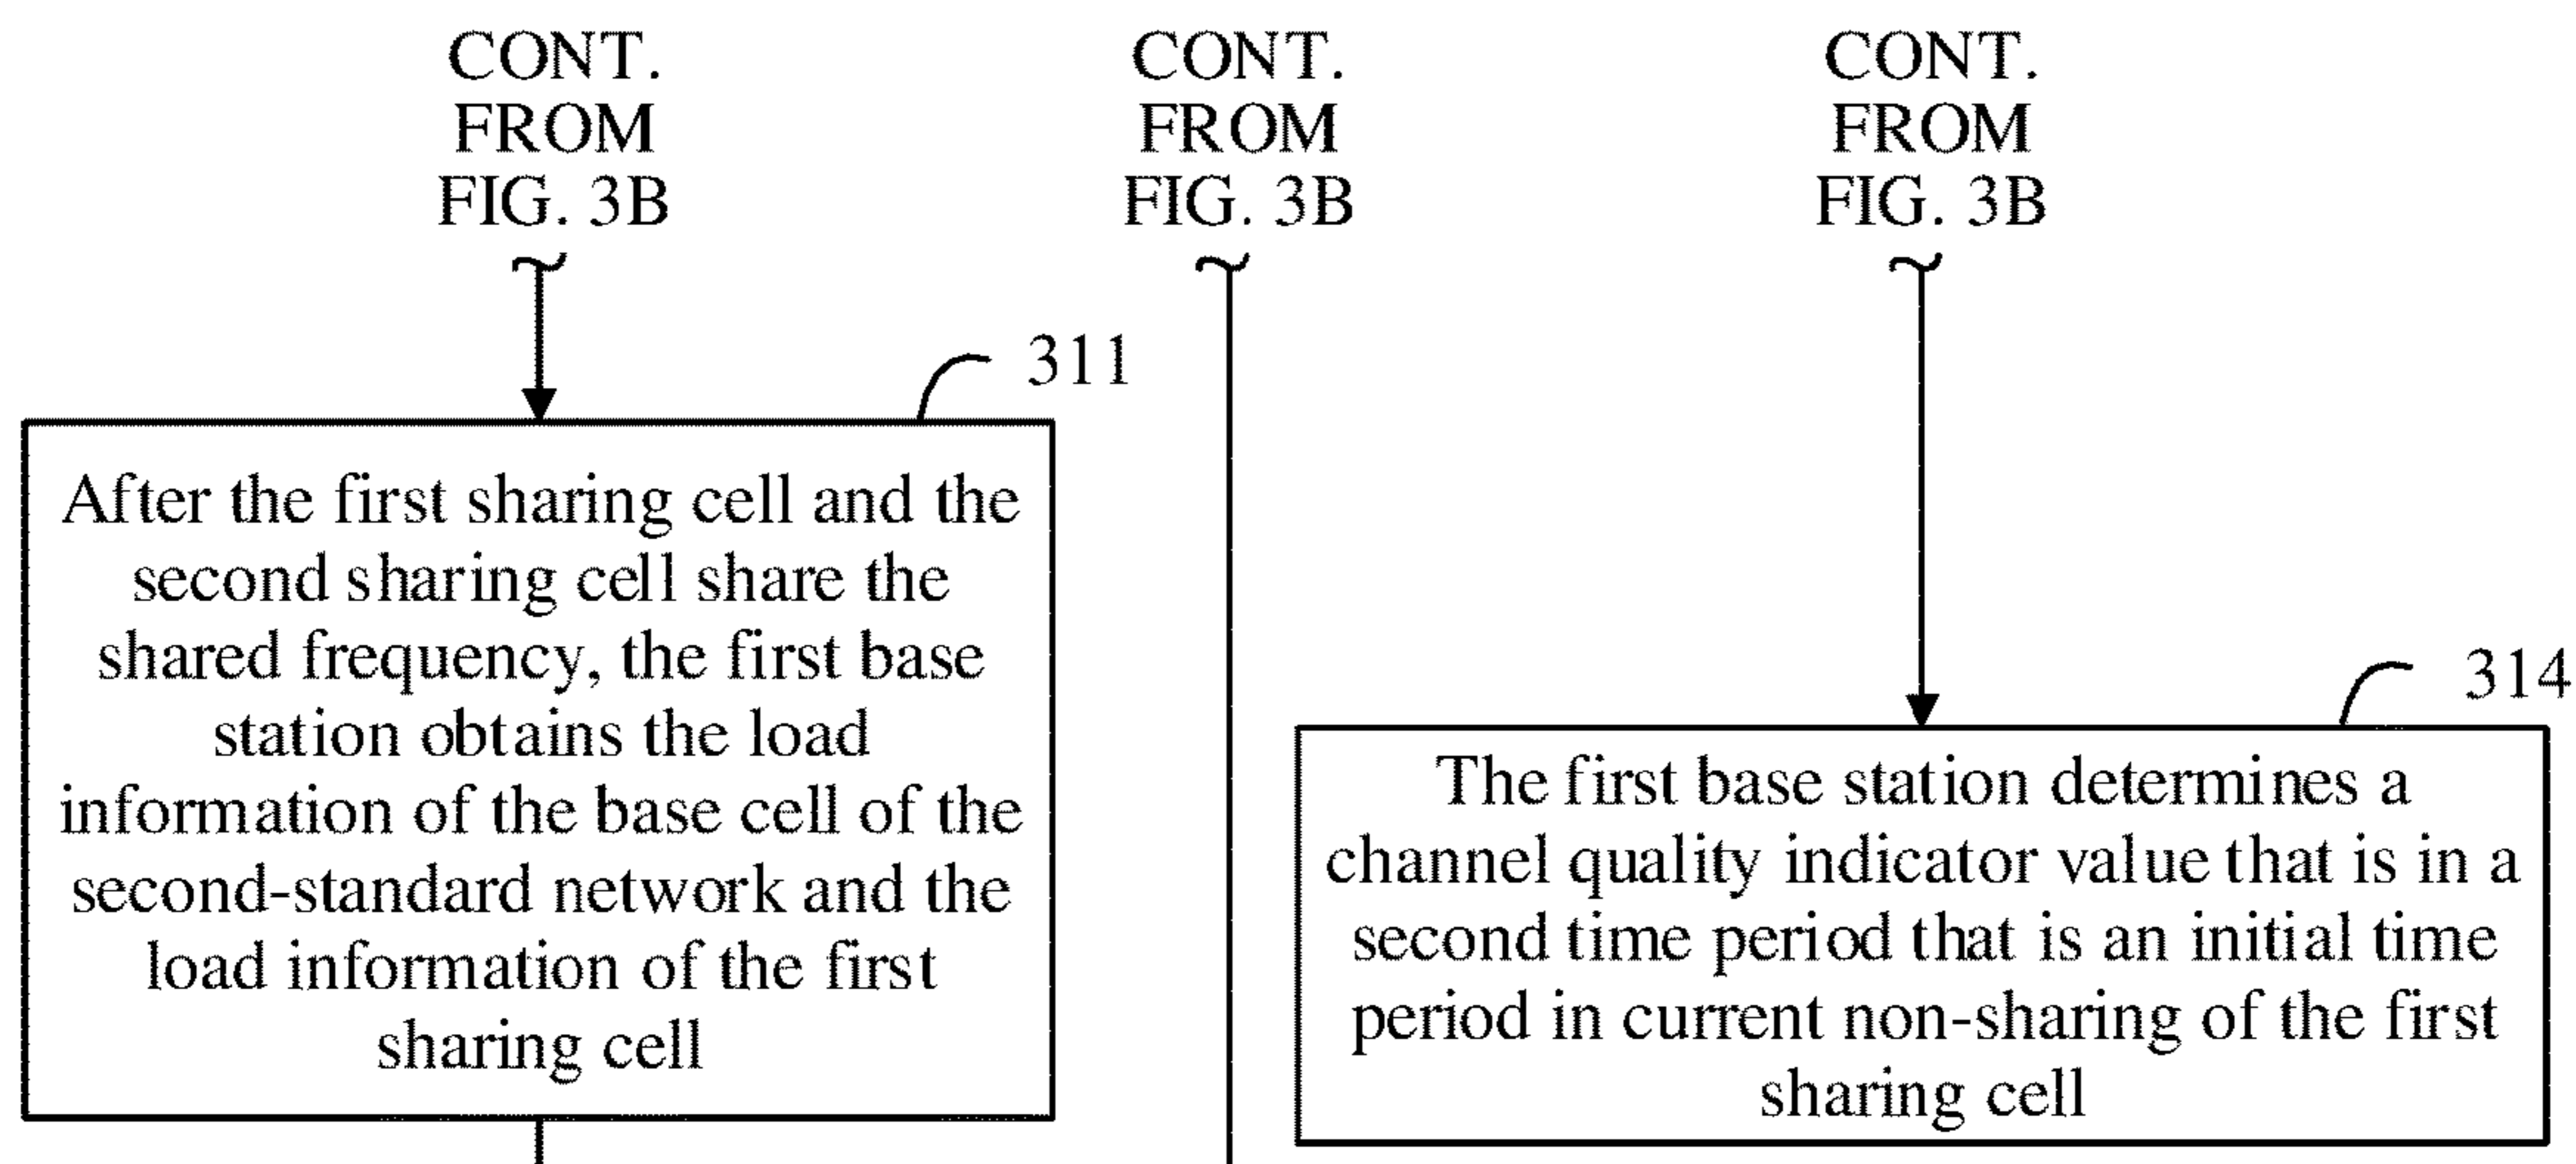 CONT.
FROM
FIG. 3B
CONT.
FROM
FIG. 3B
CONT.
FROM
FIG. 3B
311
After the first sharing cell and the
second sharing cell share the
shared frequency, the first base
station obtains the load
information of the base cell of the
second-standard network and the
load information of the first
sharing cell
314
The first base station determines a
channel quality indicator value that is in a
second time period that is an initial time
period in current non-sharing of the first
sharing cell